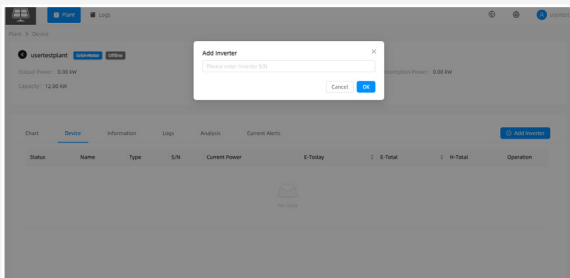 Plant
Logs
usertest
Plant > Device
usertestplant
Offline
Output Power: 0.00 kW
Capacity: 12.00 kW
Add Inverter
Please enter Inverter S/N
Cancel
OK
Power: 0.00 kW
Chart
Device
Information
Logs
Analysis
Current Alerts
Add Inverter
Status
Name
Type
S/N
Current Power
E-Today
E-Total
H-Total
Operation
No data